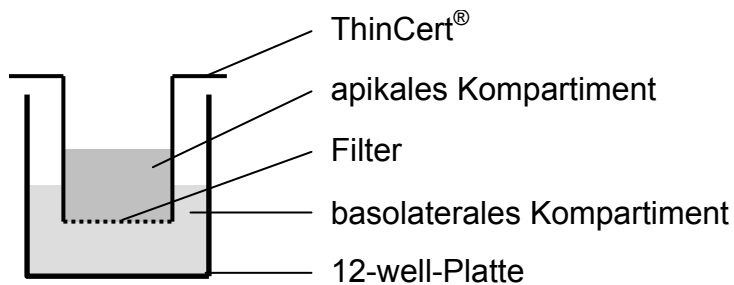 ThinCert®
apikales Kompartiment
Filter
basolaterales Kompartiment
12-well-Platte